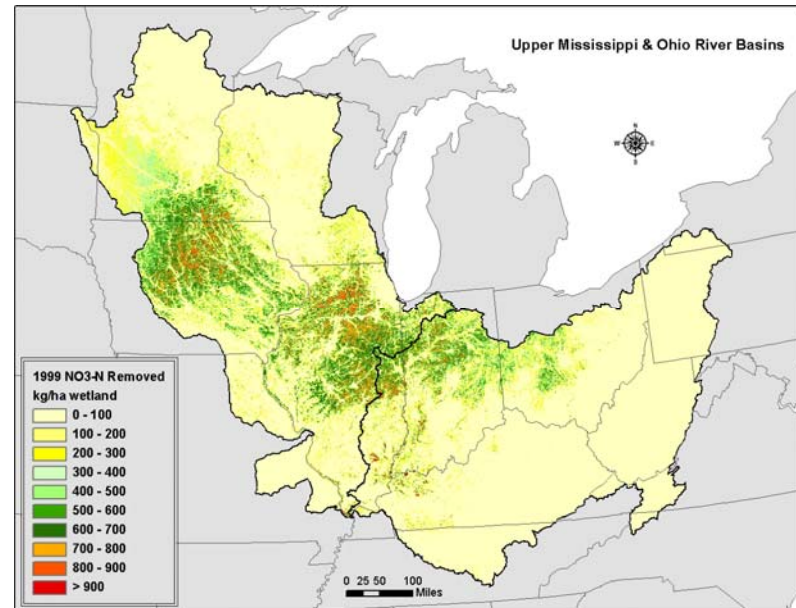 Upper Mississippi & Ohio River Basins
N
W E
S
1999 NO3-N Removed
kg/ha wetland
0 - 100
100 - 200
200 - 300
300 - 400
400 - 500
500 - 600
600 - 700
700 - 800
800 - 900
> 900
0 25 50 100
Miles